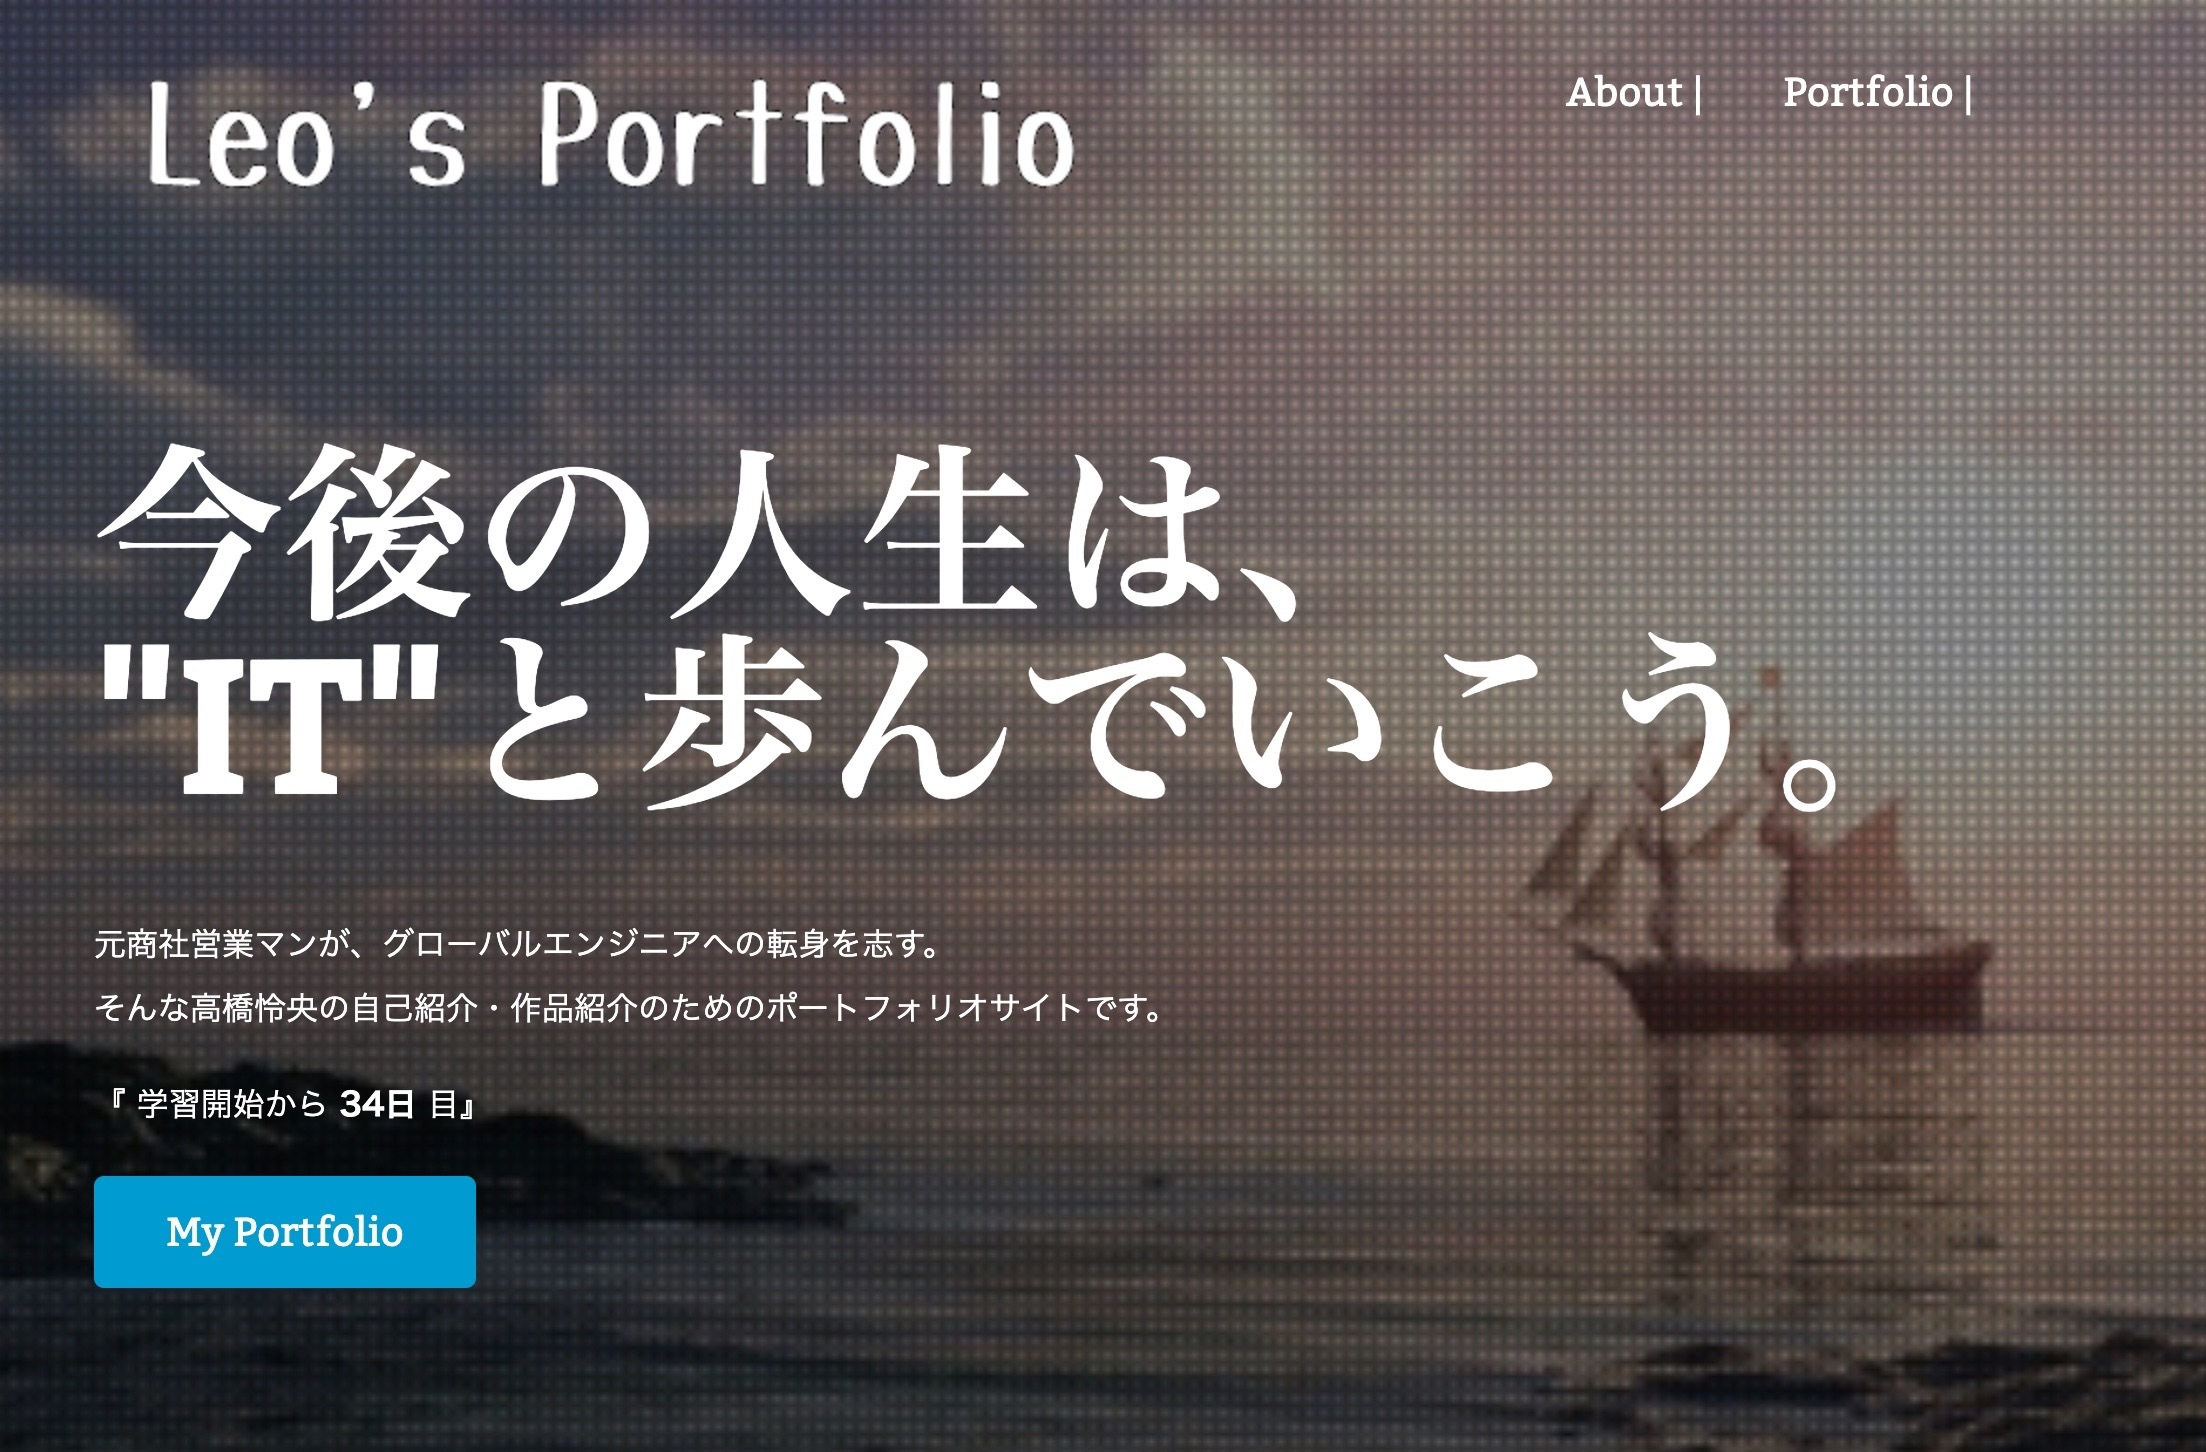 Leo's Portfolio
About |
Portfolio |
今後の人生は、
"IT"と歩んでいこう。
元商社営業マンが、グローバルエンジニアへの転身を志す。
そんな高橋怜央の自己紹介・作品紹介のためのポートフォリオサイトです。
『 学習開始から 34日 目』
My Portfolio